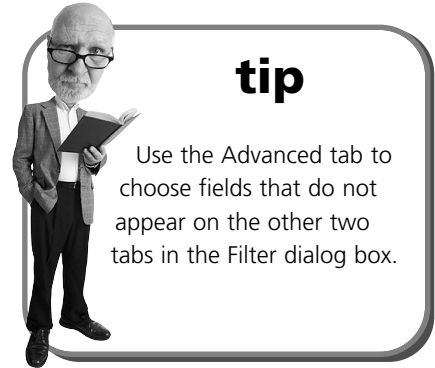 tip
Use the Advanced tab to
choose fields that do not
appear on the other two
tabs in the Filter dialog box.